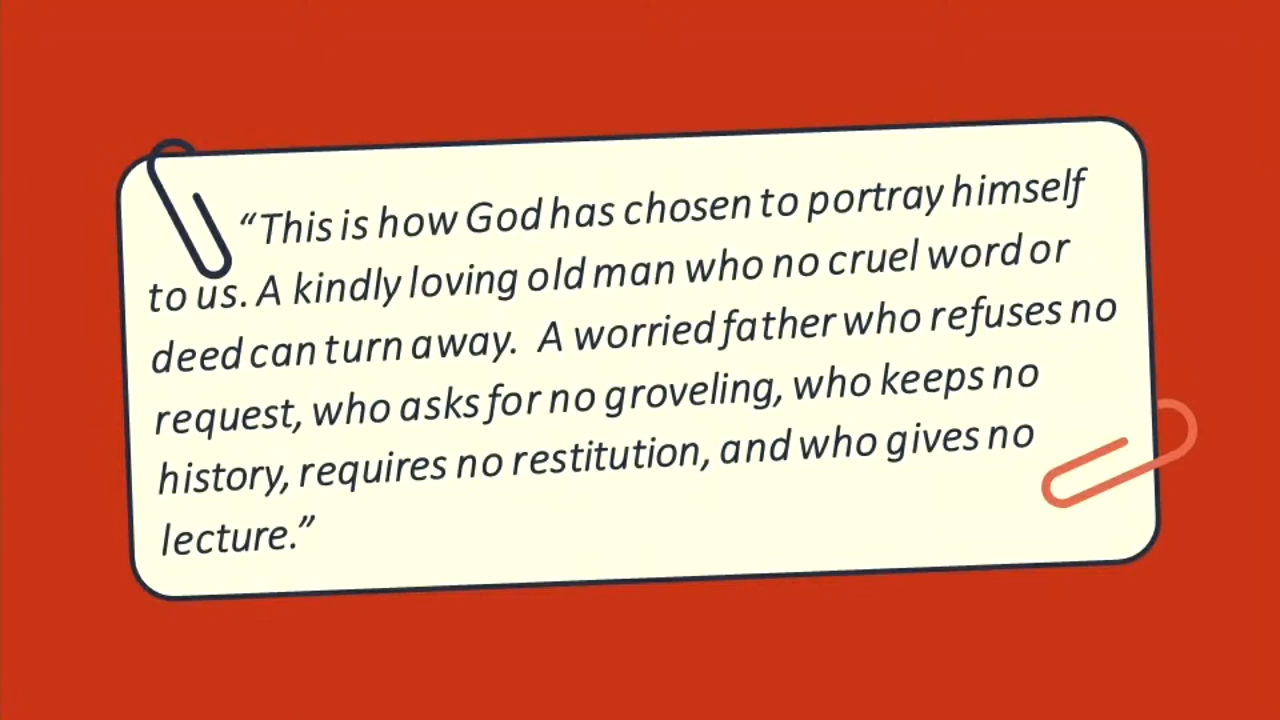 “This is how God has chosen to portray himself
to us. A kindly loving old man who no cruel word or
deed can turn away.  A worried father who refuses no
request, who asks for no groveling, who keeps no
history, requires no restitution, and who gives no
lecture.”